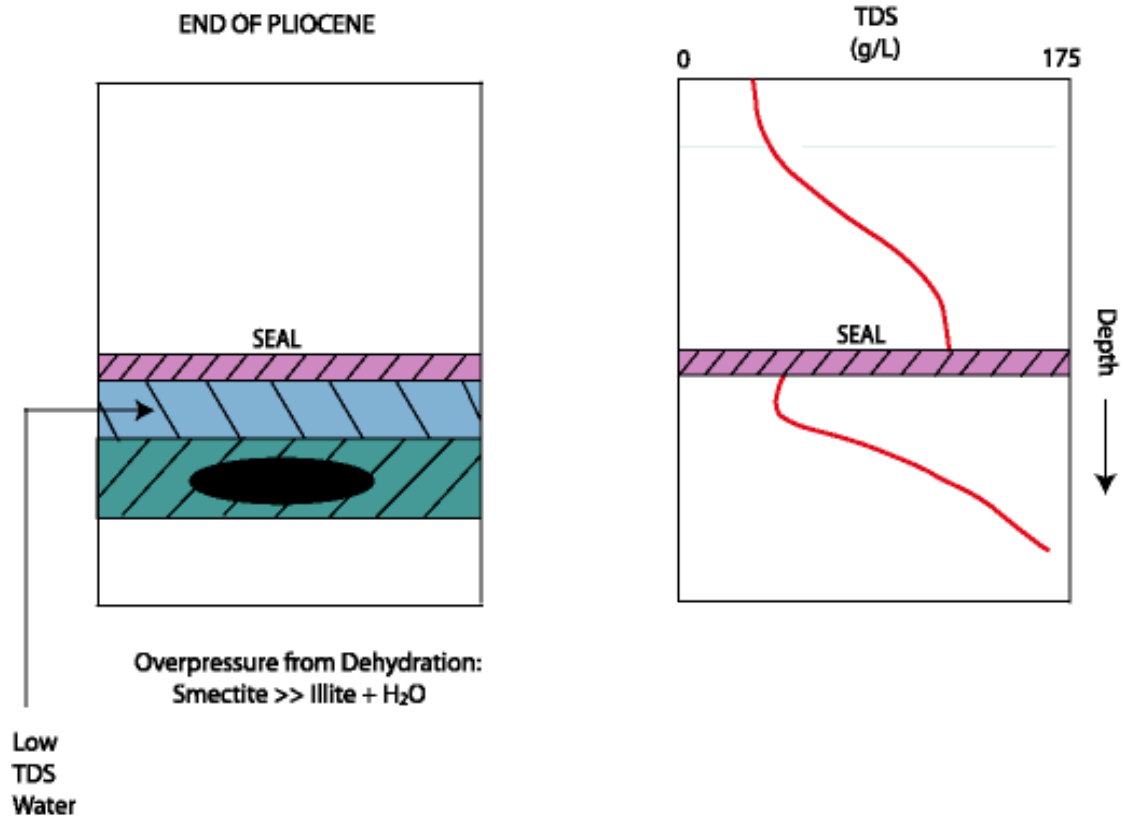 END OF PLIOCENE
SEAL
Overpressure from Dehydration:
Smectite >> Illite + H₂O
Low
TDS
Water
TDS
(g/L)
0
175
SEAL
Depth